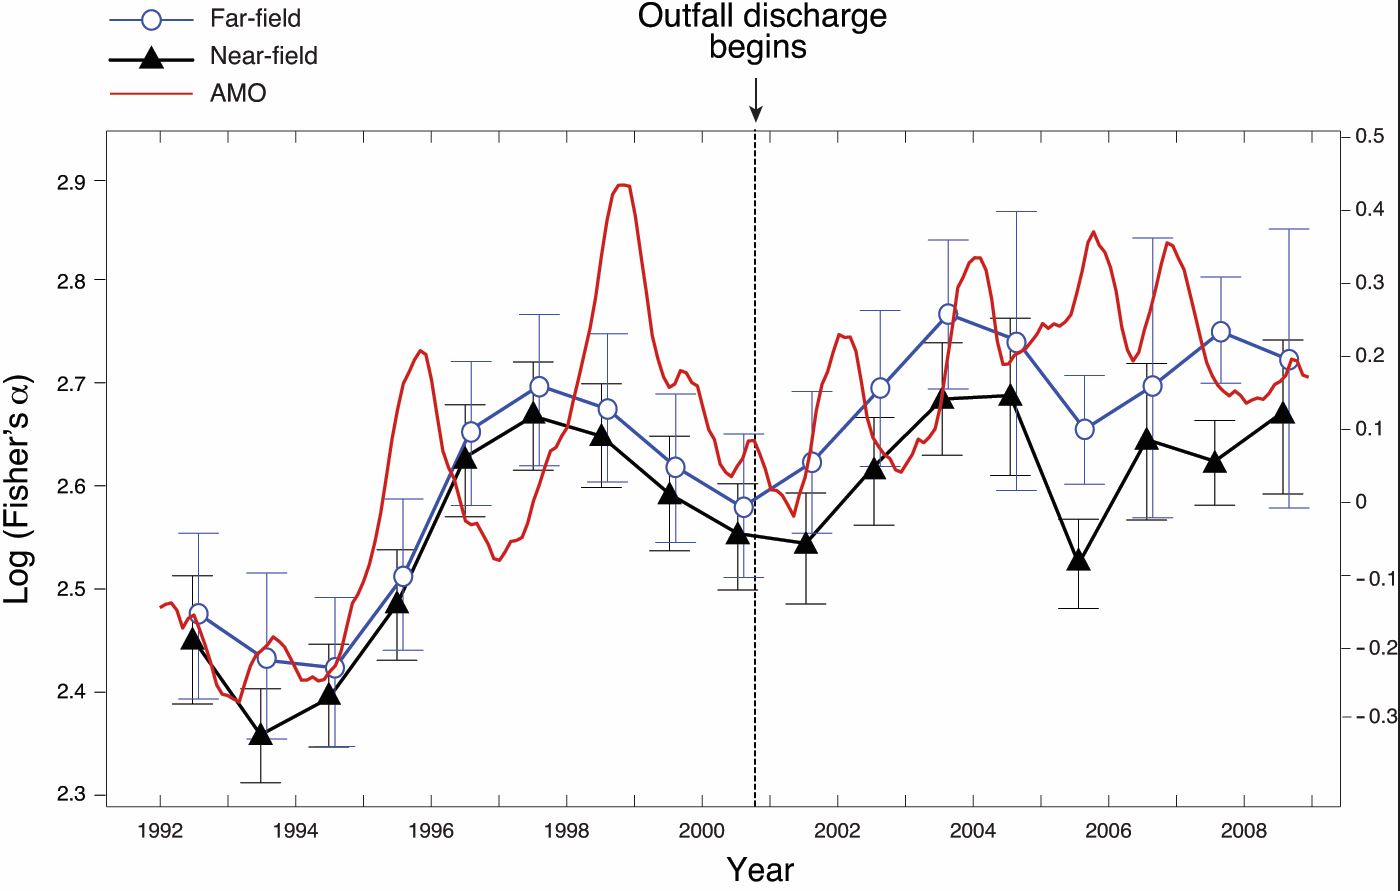 Far-field
Near-field
AMO
Outfall discharge
begins
2.9
2.8
2.7
2.6
2.5
2.4
2.3
Log (Fisher's α)
0.5
0.4
0.3
0.2
0.1
0
-0.1
-0.2
-0.3
1992 1994 1996 1998 2000 2002 2004 2006 2008
Year